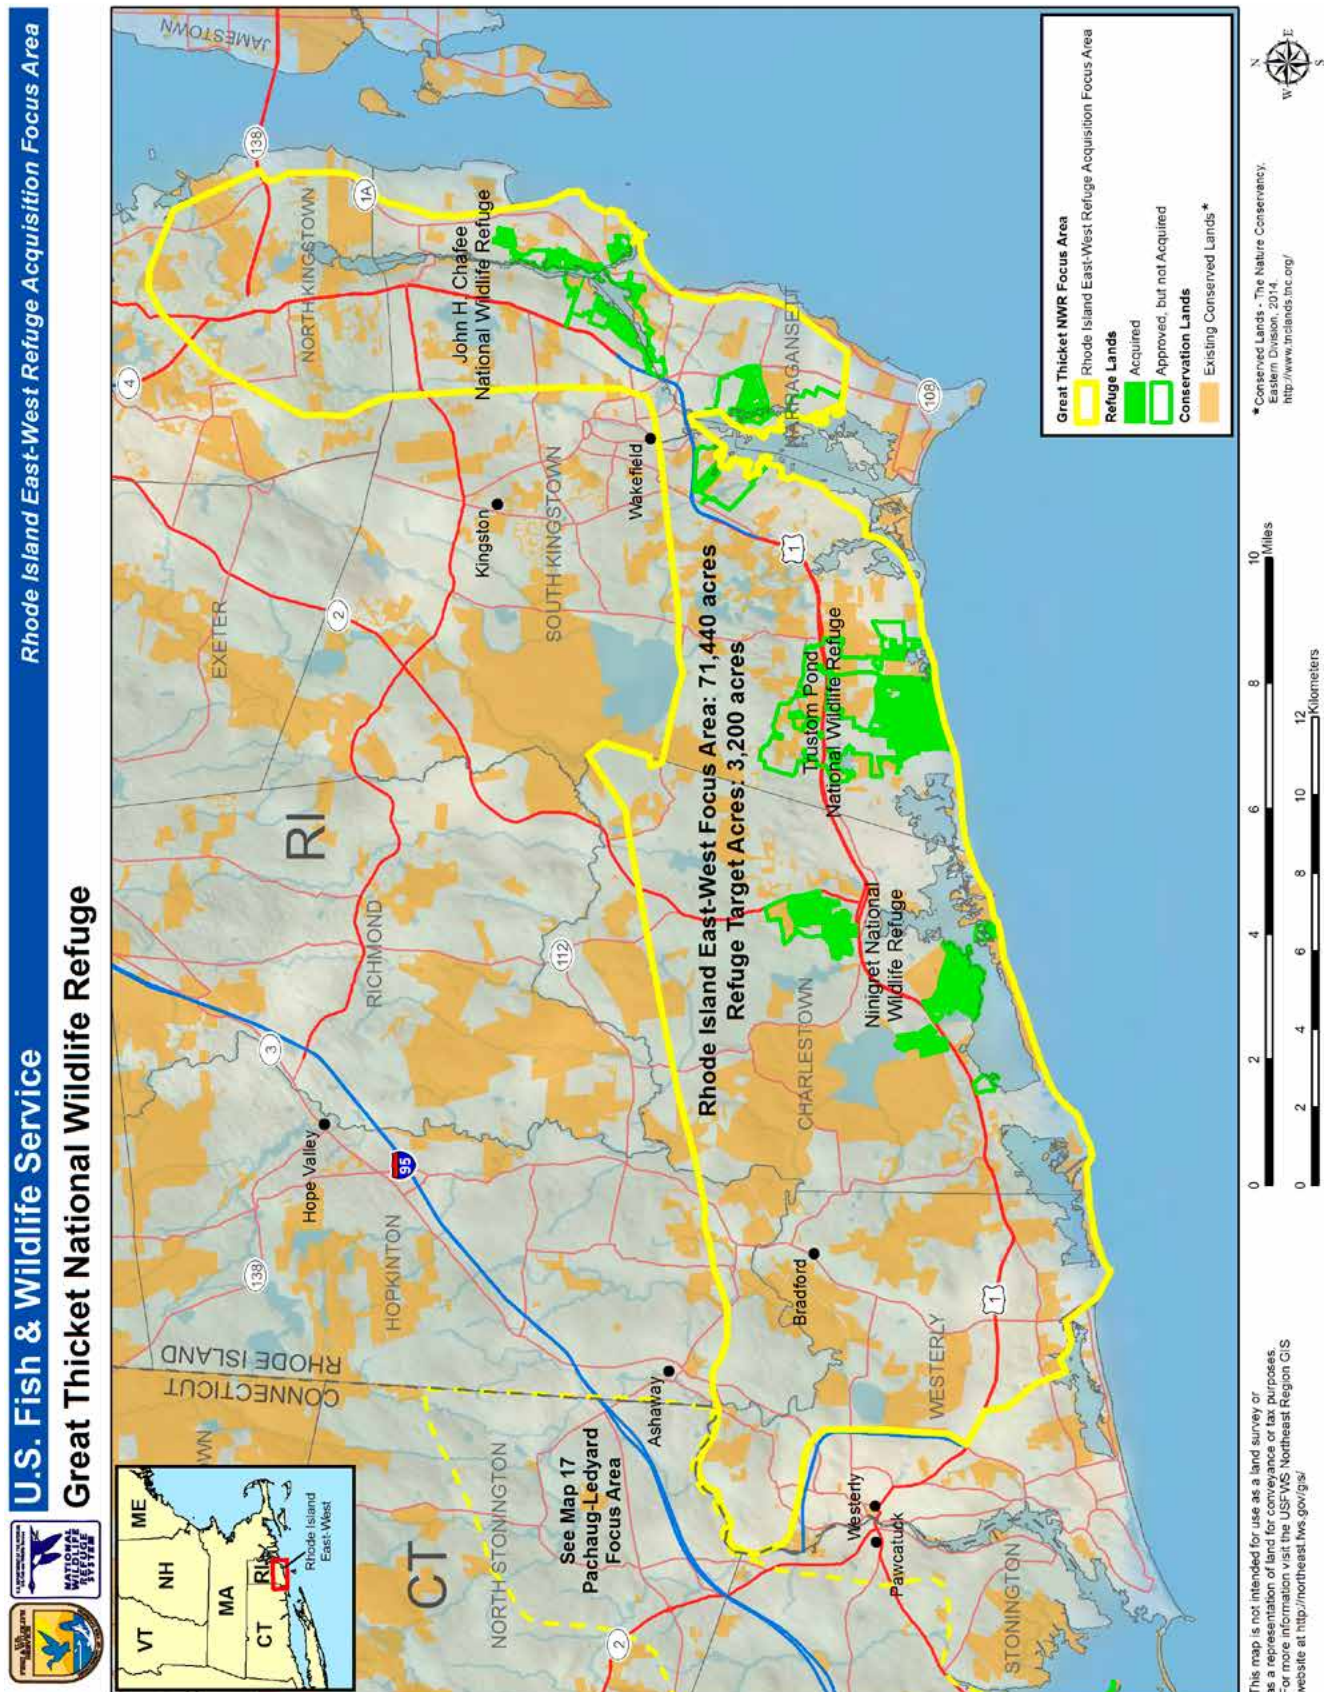 U.S. Fish & Wildlife Service
Rhode Island East-West Refuge Acquisition Focus Area
Great Thicket National Wildlife Refuge
NATIONAL
WILDLIFE
REFUGE
SYSTEM
ME
VT
NH
MA
CT
RI
Rhode Island
East-West
CT
RI
CONNECTICUT
RHODE ISLAND
WN
NORTH STONINGTON
See Map 17
Pachaug-Ledyard
Focus Area
STONINGTON
Pawcatuck
Westerly
WESTERLY
Ashaway
Bradford
HOPKINTON
Hope Valley
138
95
3
RICHMOND
112
CHARLESTOWN
Ninigret National
Wildlife Refuge
Rhode Island East-West Focus Area: 71,440 acres
Refuge Target Acres: 3,200 acres
Trustom Pond
National Wildlife Refuge
EXETER
2
SOUTH KINGSTOWN
Kingston
Wakefield
John H. Chafee
National Wildlife Refuge
NORTH KINGSTOWN
NARRAGANSETT
JAMESTOWN
4
138
1A
108
1
1
2
Great Thicket NWR Focus Area
Rhode Island East-West Refuge Acquisition Focus Area
Refuge Lands
Acquired
Approved, but not Acquired
Conservation Lands
Existing Conserved Lands*
This map is not intended for use as a land survey or
as a representation of land for conveyance or tax purposes.
For more information visit the USFWS Northeast Region GIS
website at http://northeast.fws.gov/gis/
0 2 4 6 8 10
Miles
0 2 4 6 8 10 12
Kilometers
*Conserved Lands - The Nature Conservancy,
Eastern Division, 2014.
http://www.tnclands.tnc.org/
N
W
E
S